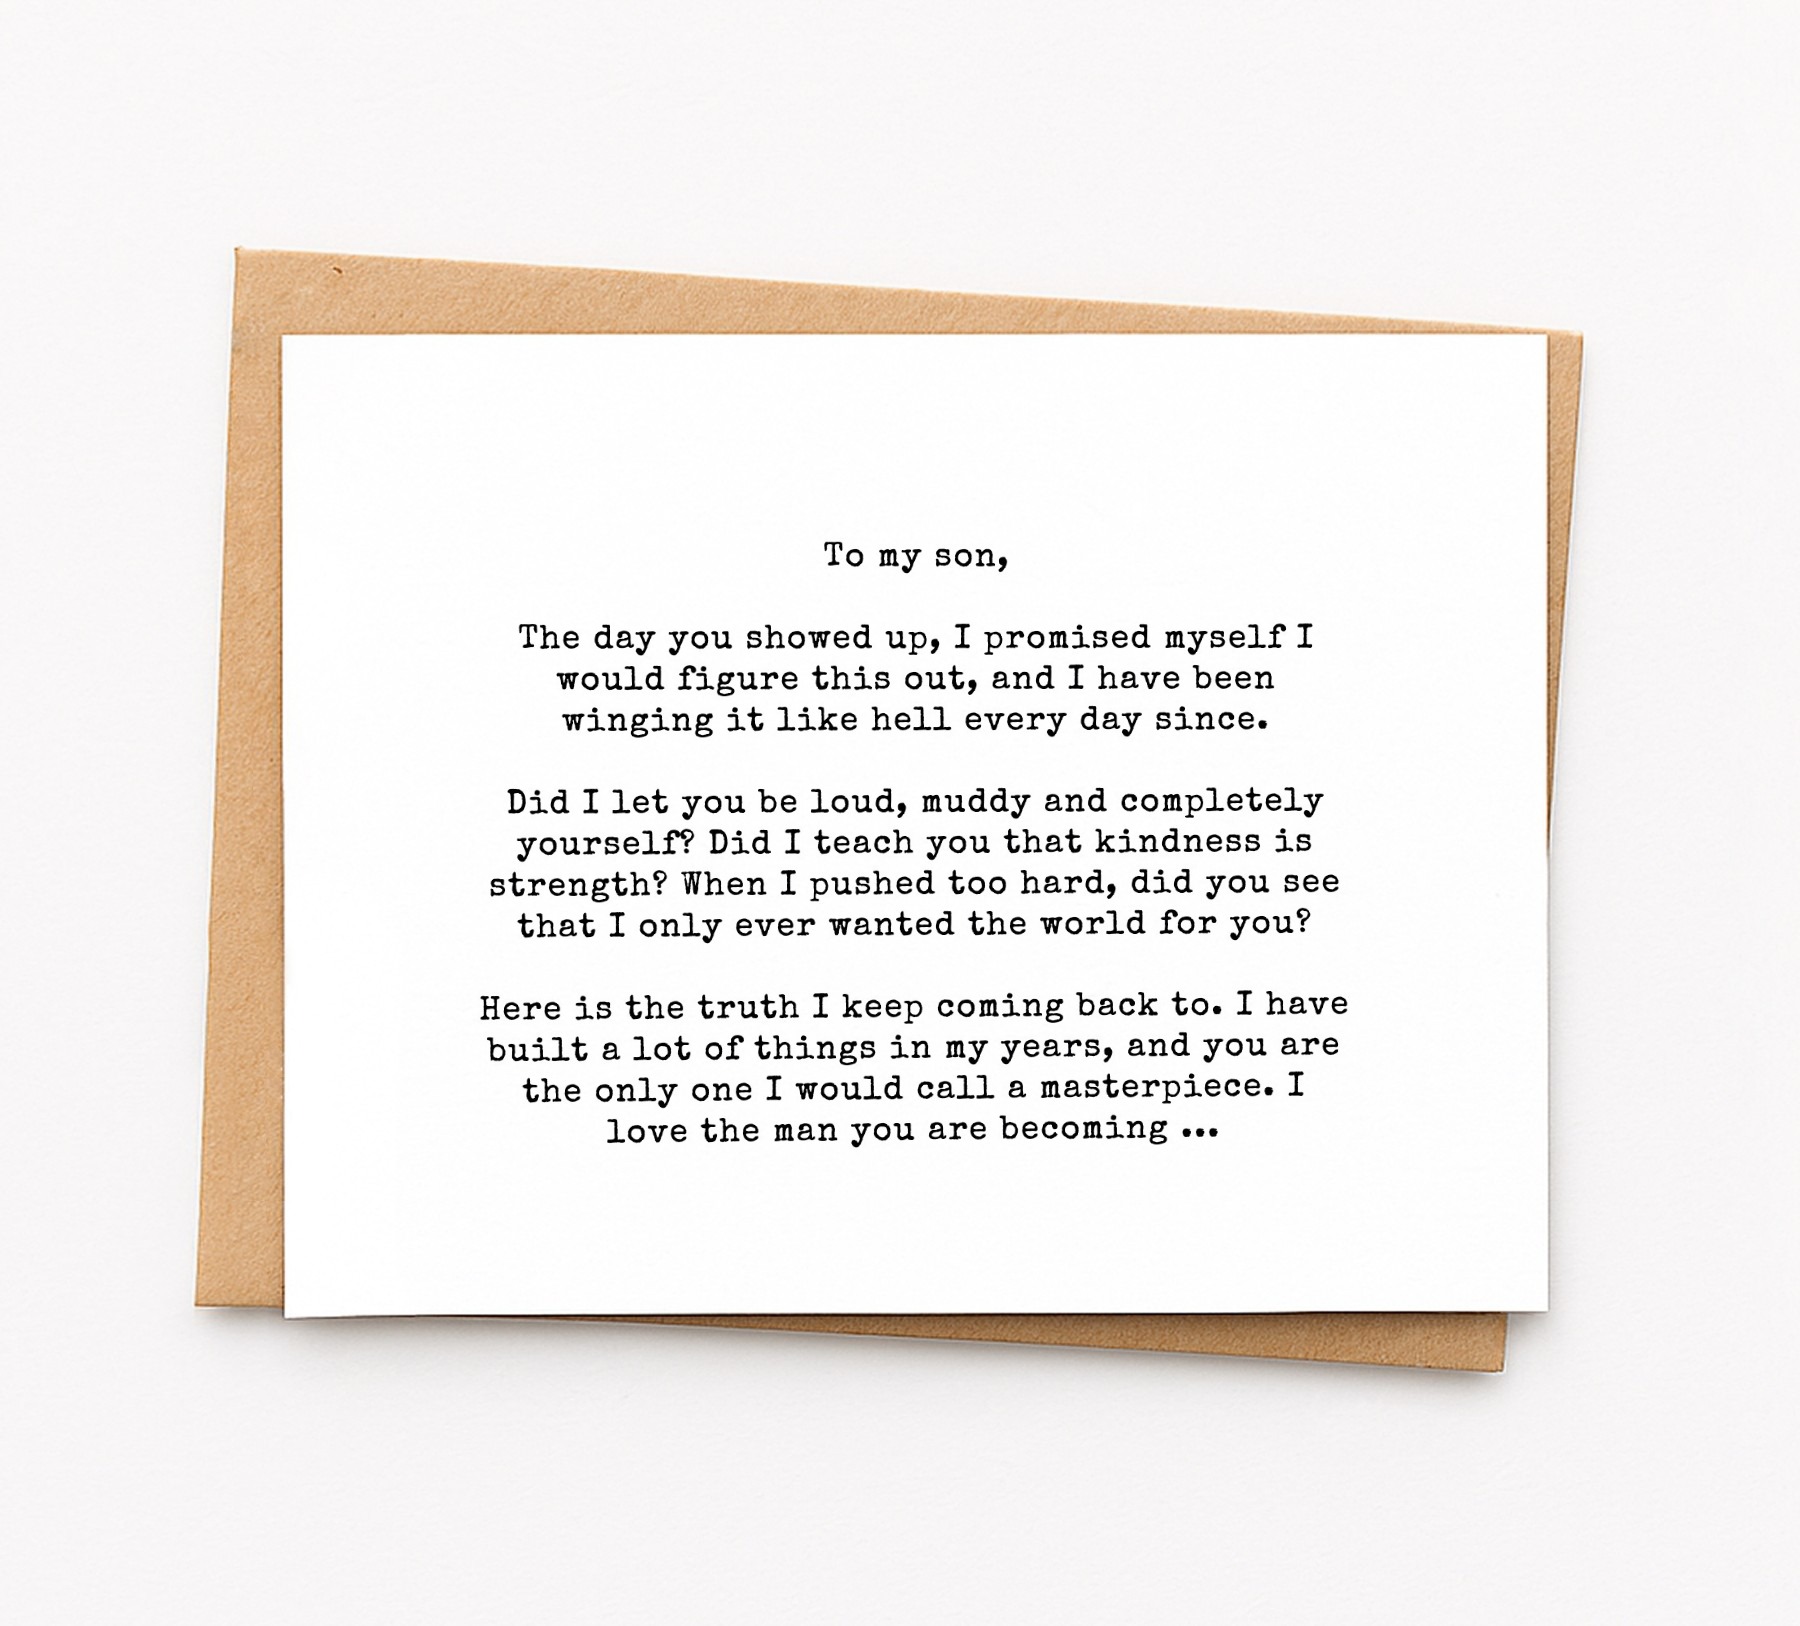 To my son,
The day you showed up, I promised myself I
would figure this out, and I have been
winging it like hell every day since.
Did I let you be loud, muddy and completely
yourself? Did I teach you that kindness is
strength? When I pushed too hard, did you see
that I only ever wanted the world for you?
Here is the truth I keep coming back to. I have
built a lot of things in my years, and you are
the only one I would call a masterpiece. I
love the man you are becoming ...